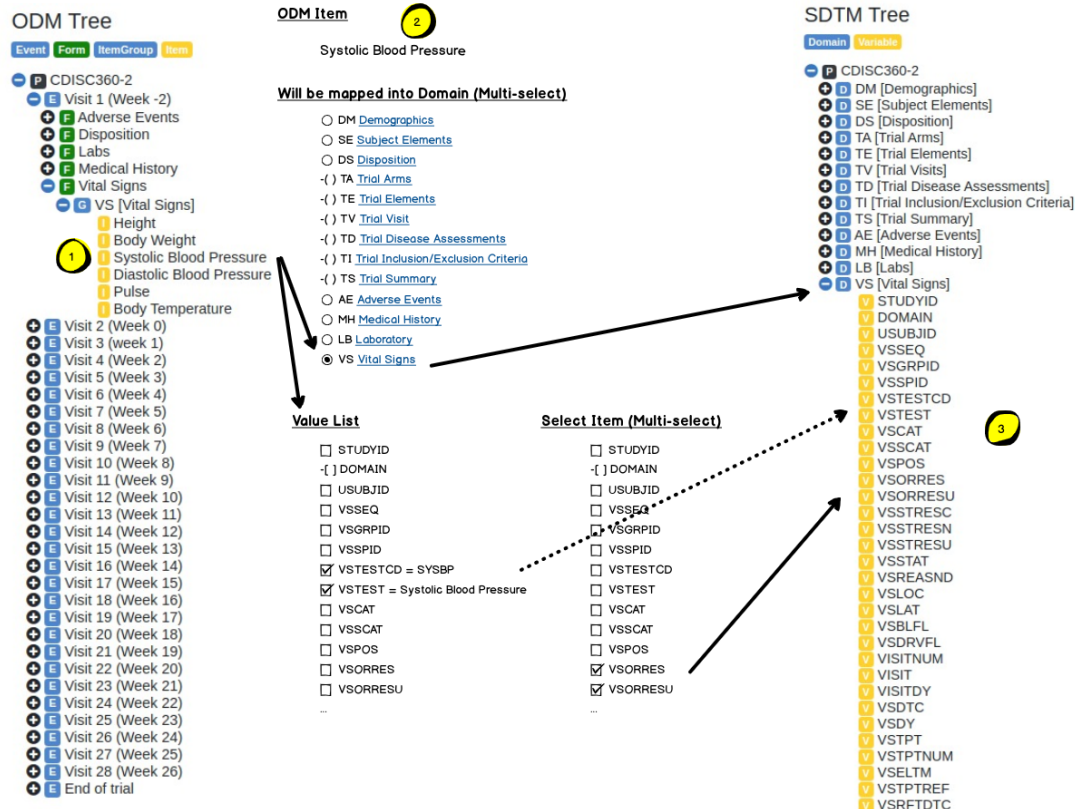 ODM Tree
Event Form ItemGroup Item
P CDISC360-2
E Visit 1 (Week -2)
F Adverse Events
F Disposition
F Labs
F Medical History
F Vital Signs
G VS [Vital Signs]
I Height
I Body Weight
1
I Systolic Blood Pressure
I Diastolic Blood Pressure
I Pulse
I Body Temperature
E Visit 2 (Week 0)
E Visit 3 (week 1)
E Visit 4 (Week 2)
E Visit 5 (Week 3)
E Visit 6 (Week 4)
E Visit 7 (Week 5)
E Visit 8 (Week 6)
E Visit 9 (Week 7)
E Visit 10 (Week 8)
E Visit 11 (Week 9)
E Visit 12 (Week 10)
E Visit 13 (Week 11)
E Visit 14 (Week 12)
E Visit 15 (Week 13)
E Visit 16 (Week 14)
E Visit 17 (Week 15)
E Visit 18 (Week 16)
E Visit 19 (Week 17)
E Visit 20 (Week 18)
E Visit 21 (Week 19)
E Visit 22 (Week 20)
E Visit 23 (Week 21)
E Visit 24 (Week 22)
E Visit 25 (Week 23)
E Visit 26 (Week 24)
E Visit 27 (Week 25)
E Visit 28 (Week 26)
E End of trial
ODM Item
2
Systolic Blood Pressure
Will be mapped into Domain (Multi-select)
DM Demographics
SE Subject Elements
DS Disposition
-( ) TA Trial Arms
-( ) TE Trial Elements
-( ) TV Trial Visit
-( ) TD Trial Disease Assessments
-( ) TI Trial Inclusion/Exclusion Criteria
-( ) TS Trial Summary
AE Adverse Events
MH Medical History
LB Laboratory
VS Vital Signs
Value List
STUDYID
-[ ] DOMAIN
USUBJID
VSSEQ
VSGRPID
VSSPID
VSTESTCD = SYSBP
VSTEST = Systolic Blood Pressure
VSCAT
VSSCAT
VSPOS
VSORRES
VSORRESU
...
Select Item (Multi-select)
STUDYID
-[ ] DOMAIN
USUBJID
VSSEQ
VSGRPID
VSSPID
VSTESTCD
VSTEST
VSCAT
VSSCAT
VSPOS
VSORRES
VSORRESU
...
SDTM Tree
Domain Variable
P CDISC360-2
D DM [Demographics]
D SE [Subject Elements]
D DS [Disposition]
D TA [Trial Arms]
D TE [Trial Elements]
D TV [Trial Visits]
D TD [Trial Disease Assessments]
D TI [Trial Inclusion/Exclusion Criteria]
D TS [Trial Summary]
D AE [Adverse Events]
D MH [Medical History]
D LB [Labs]
D VS [Vital Signs]
V STUDYID
V DOMAIN
V USUBJID
V VSSEQ
V VSGRPID
V VSSPID
V VSTESTCD
V VSTEST
3
V VSCAT
V VSSCAT
V VSPOS
V VSORRES
V VSORRESU
V VSSTRESC
V VSSTRESN
V VSSTRESU
V VSSTAT
V VSREASND
V VSLOC
V VSLAT
V VSBLFL
V VSDRVFL
V VISITNUM
V VISIT
V VISITDY
V VSDTC
V VSDY
V VSTPT
V VSTPTNUM
V VSELTM
V VSTPTREF
V VSRFTDTC